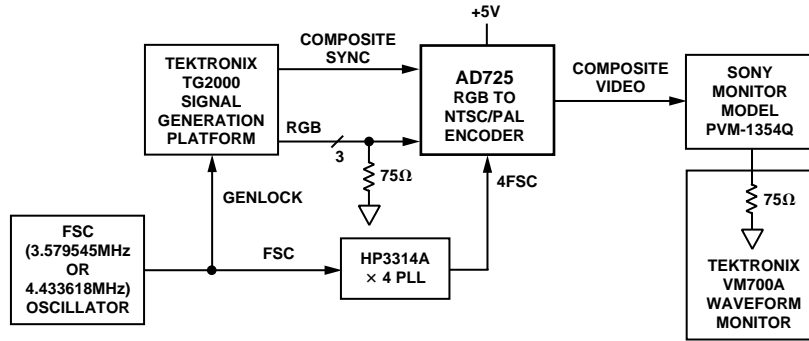 TEKTRONIX
TG2000
SIGNAL
GENERATION
PLATFORM
COMPOSITE
SYNC
RGB
3
75Ω
GENLOCK
+5V
AD725
RGB TO
NTSC/PAL
ENCODER
4FSC
COMPOSITE
VIDEO
SONY
MONITOR
MODEL
PVM-1354Q
75Ω
TEKTRONIX
VM700A
WAVEFORM
MONITOR
FSC
(3.579545MHz
OR
4.433618MHz)
OSCILLATOR
FSC
HP3314A
× 4 PLL